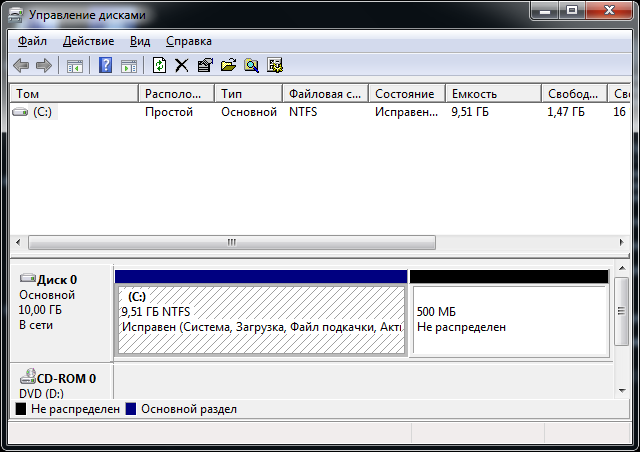 Управление дисками
Файл Действие Вид Справка
Том Располо... Тип Файловая с... Состояние Емкость Свобод... Сво
(C:) Простой Основной NTFS Исправен... 9,51 ГБ 1,47 ГБ 16
Диск 0
Основной
10,00 ГБ
В сети
(C:)
9,51 ГБ NTFS
Исправен (Система, Загрузка, Файл подкачки, Акти
500 МБ
Не распределен
CD-ROM 0
DVD (D:)
Не распределен Основной раздел